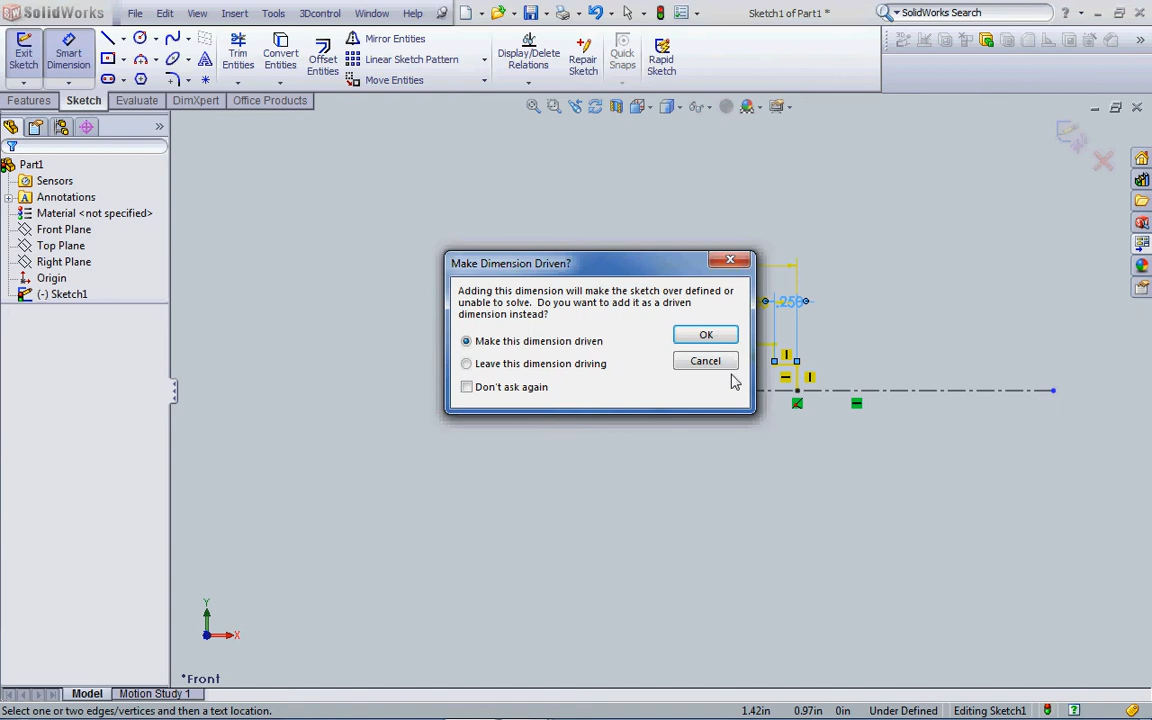 SolidWorks
File Edit View Insert Tools 3Dcontrol Window Help
Sketch1 of Part1 *
SolidWorks Search
Exit Sketch
Smart Dimension
Trim Entities
Convert Entities
Offset Entities
Mirror Entities
Linear Sketch Pattern
Move Entities
Display/Delete Relations
Repair Sketch
Quick Snaps
Rapid Sketch
Features Sketch Evaluate DimXpert Office Products
Part1
Sensors
Annotations
Material <not specified>
Front Plane
Top Plane
Right Plane
Origin
(-) Sketch1
Make Dimension Driven?
Adding this dimension will make the sketch over defined or
unable to solve. Do you want to add it as a driven
dimension instead?
Make this dimension driven
Leave this dimension driving
Don't ask again
OK
Cancel
.250
Y
X
*Front
Model Motion Study 1
Select one or two edges/vertices and then a text location.
1.42in 0.97in 0in Under Defined Editing Sketch1